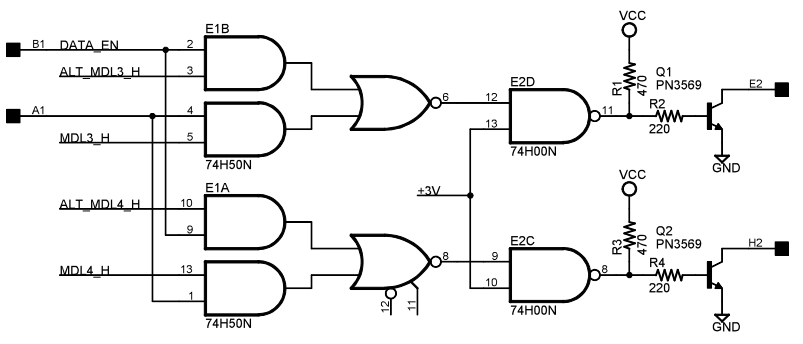 VCC
E1B
B1 DATA_EN 2
ALT_MDL3_H 3
6
E2D
12
R1
470
Q1
PN3569
E2
A1 4
11
R2
220
MDL3_H 5
13
74H50N
74H00N
GND
E1A
+3V
VCC
ALT_MDL4_H 10
9
8
E2C
9
R3
470
Q2
PN3569
H2
MDL4_H 13
10
8
R4
220
1
12
11
74H50N
74H00N
GND